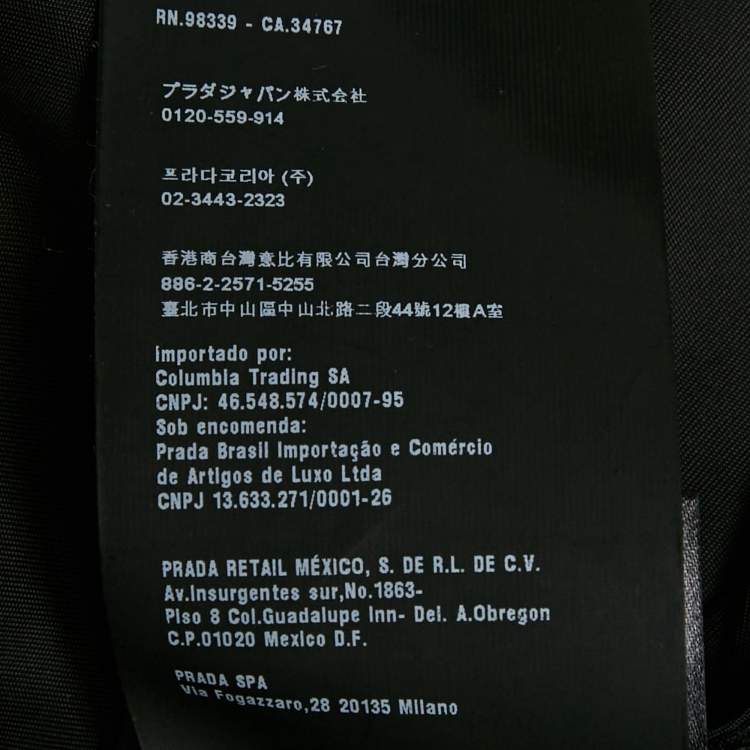 RN.98339 - CA.34767
プラダジャパン株式会社
0120-559-914
프라다코리아 (주)
02-3443-2323
香港商台灣意比有限公司台灣分公司
886-2-2571-5255
臺北市中山區中山北路二段44號12樓A室
Importado por:
Columbia Trading SA
CNPJ: 46.548.574/0007-95
Sob encomenda:
Prada Brasil Importação e Comércio
de Artigos de Luxo Ltda
CNPJ 13.633.271/0001-26
PRADA RETAIL MÉXICO, S. DE R.L. DE C.V.
Av.Insurgentes sur,No.1863-
Piso 8 Col.Guadalupe Inn- Del. A.Obregon
C.P.01020 Mexico D.F.
PRADA SPA
Via Fogazzaro,28 20135 Milano